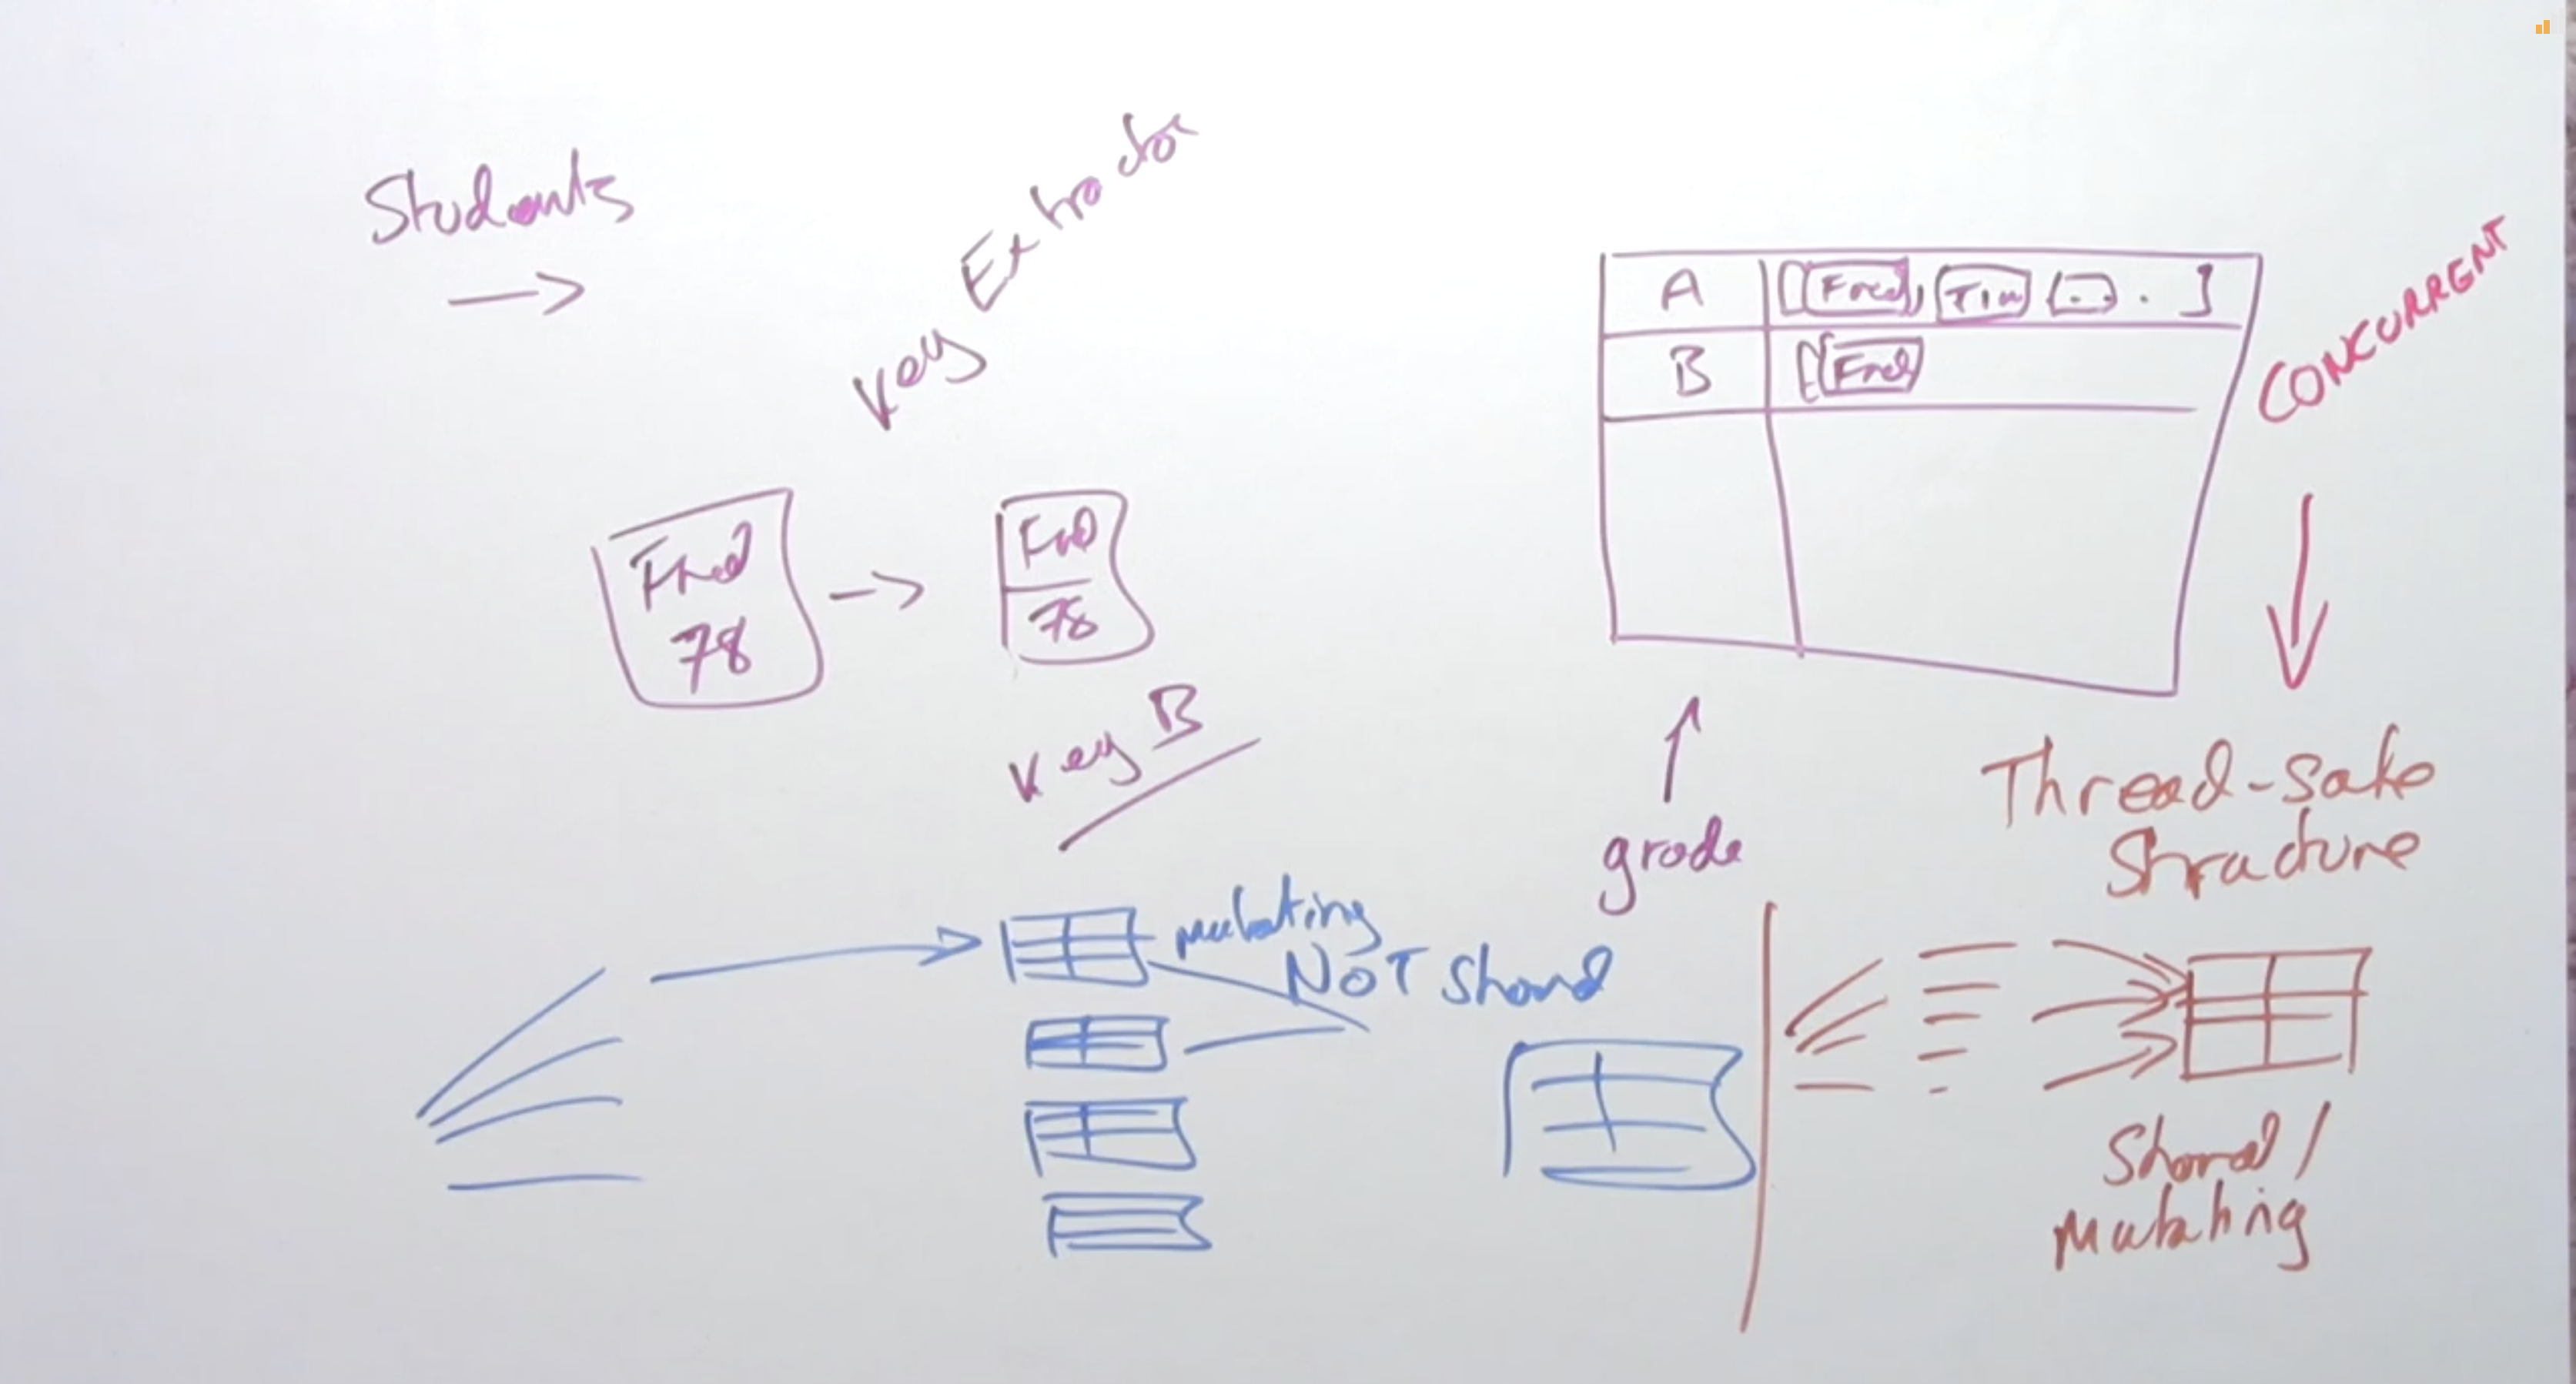 Students
Key Extractor
A [Fred, Tim ...]
B [Fred
CONCURRENT
Fred
78
Fred
78
Key B
grade
Thread-safe
Structure
mutating
NOT Shared
Shared /
Mutating